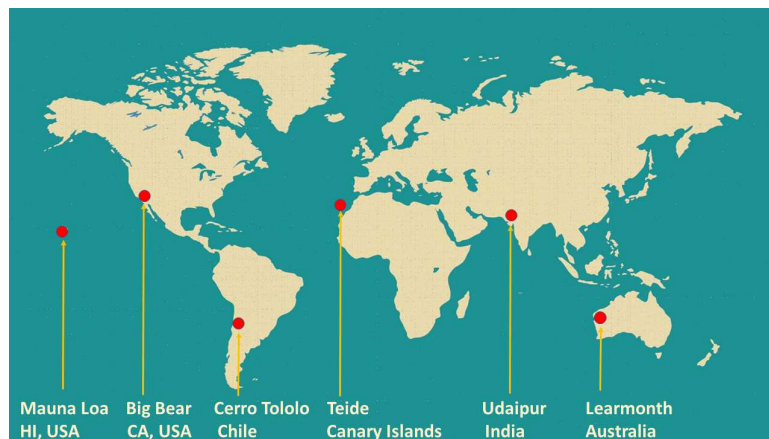 Mauna Loa
HI, USA
Big Bear
CA, USA
Cerro Tololo
Chile
Teide
Canary Islands
Udaipur
India
Learmonth
Australia